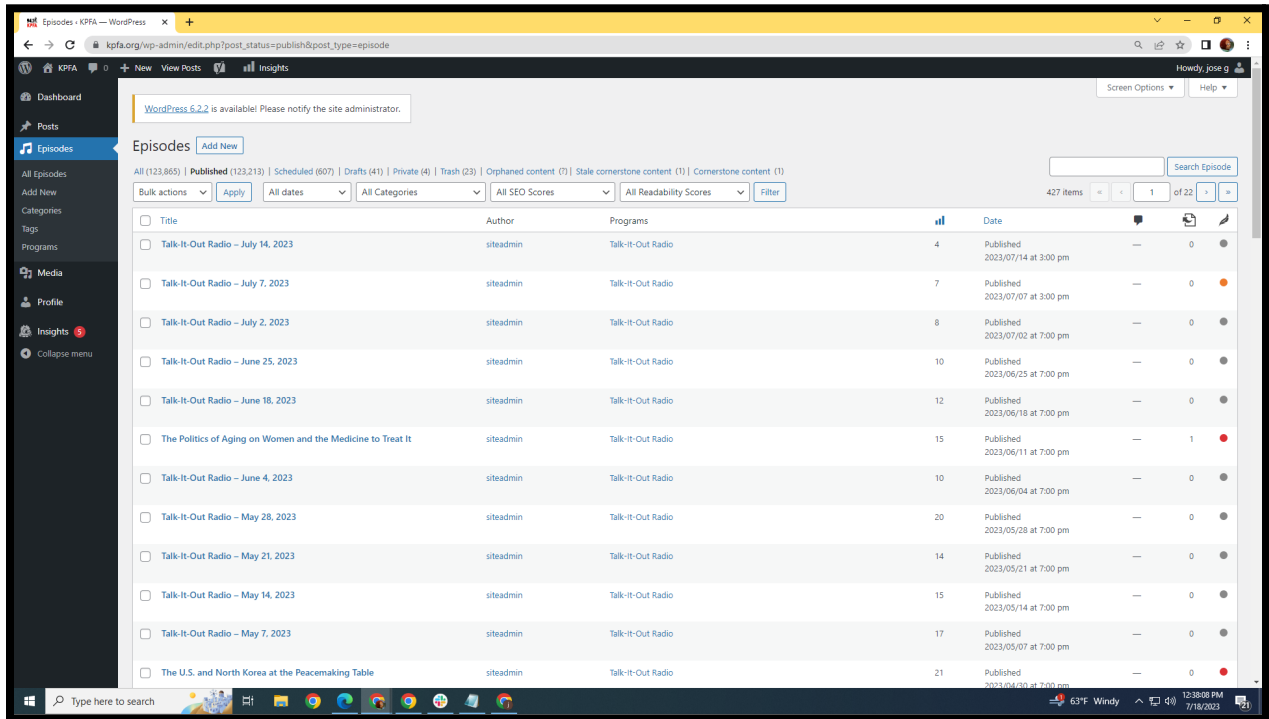 Episodes ‹ KPFA — WordPress
kpfa.org/wp-admin/edit.php?post_status=publish&post_type=episode
KPFA 0 New View Posts Insights Howdy, jose g
Screen Options Help
Dashboard
Posts
Episodes
All Episodes
Add New
Categories
Tags
Programs
Media
Profile
Insights 5
Collapse menu
WordPress 6.2.2 is available! Please notify the site administrator.
Episodes Add New
All (123,865) | Published (123,213) | Scheduled (607) | Drafts (41) | Private (4) | Trash (23) | Orphaned content (7) | Stale cornerstone content (1) | Cornerstone content (1)
Search Episode
Bulk actions Apply All dates All Categories All SEO Scores All Readability Scores Filter 427 items « ‹ 1 of 22 › »
Title Author Programs Date
Talk-It-Out Radio – July 14, 2023 siteadmin Talk-It-Out Radio 4 Published — 0
2023/07/14 at 3:00 pm
Talk-It-Out Radio – July 7, 2023 siteadmin Talk-It-Out Radio 7 Published — 0
2023/07/07 at 3:00 pm
Talk-It-Out Radio – July 2, 2023 siteadmin Talk-It-Out Radio 8 Published — 0
2023/07/02 at 7:00 pm
Talk-It-Out Radio – June 25, 2023 siteadmin Talk-It-Out Radio 10 Published — 0
2023/06/25 at 7:00 pm
Talk-It-Out Radio – June 18, 2023 siteadmin Talk-It-Out Radio 12 Published — 0
2023/06/18 at 7:00 pm
The Politics of Aging on Women and the Medicine to Treat It siteadmin Talk-It-Out Radio 15 Published — 1
2023/06/11 at 7:00 pm
Talk-It-Out Radio – June 4, 2023 siteadmin Talk-It-Out Radio 10 Published — 0
2023/06/04 at 7:00 pm
Talk-It-Out Radio – May 28, 2023 siteadmin Talk-It-Out Radio 20 Published — 0
2023/05/28 at 7:00 pm
Talk-It-Out Radio – May 21, 2023 siteadmin Talk-It-Out Radio 14 Published — 0
2023/05/21 at 7:00 pm
Talk-It-Out Radio – May 14, 2023 siteadmin Talk-It-Out Radio 15 Published — 0
2023/05/14 at 7:00 pm
Talk-It-Out Radio – May 7, 2023 siteadmin Talk-It-Out Radio 17 Published — 0
2023/05/07 at 7:00 pm
The U.S. and North Korea at the Peacemaking Table siteadmin Talk-It-Out Radio 21 Published — 0
2023/04/30 at 7:00 pm
Type here to search 63°F Windy 12:38:08 PM
7/18/2023 21